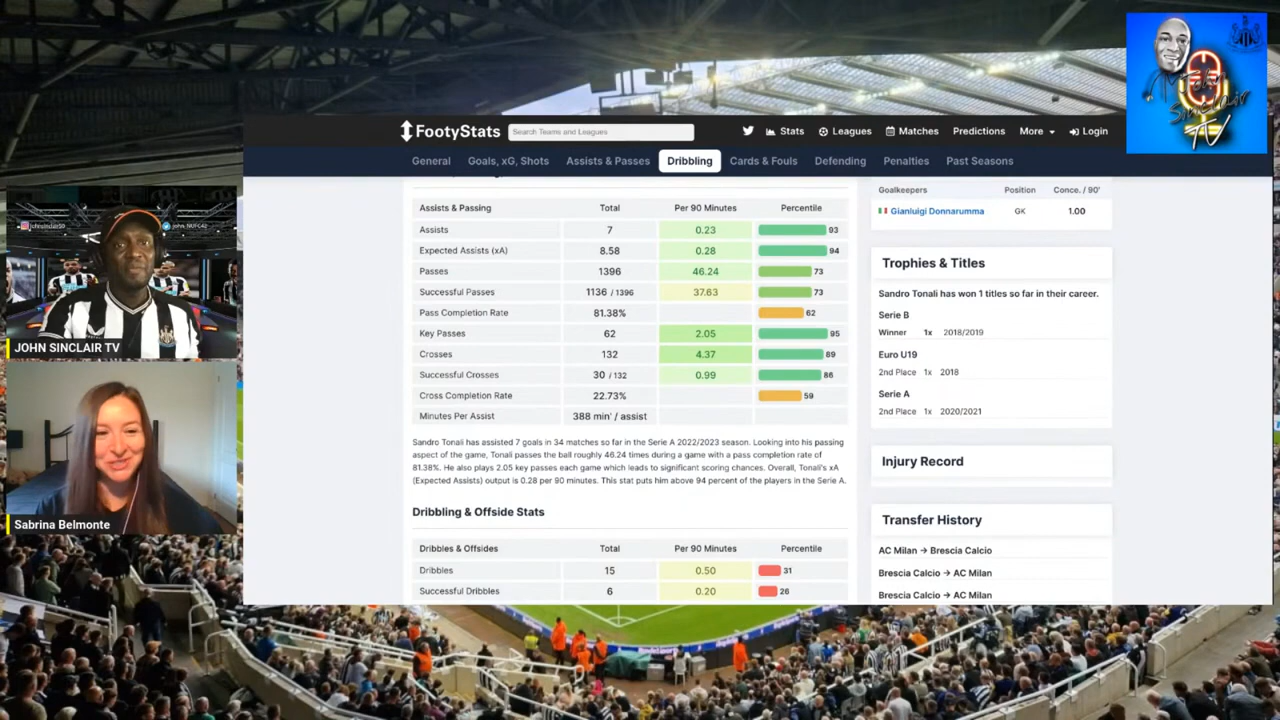 FootyStats
Search Teams and Leagues
Stats
Leagues
Matches
Predictions
More
Login
John
Sinclair
TV
General
Goals, xG, Shots
Assists & Passes
Dribbling
Cards & Fouls
Defending
Penalties
Past Seasons
Assists & Passing Total Per 90 Minutes Percentile
Assists 7 0.23 93
Expected Assists (xA) 8.58 0.28 94
Passes 1396 46.24 73
Successful Passes 1136 / 1396 37.63 73
Pass Completion Rate 81.38% 62
Key Passes 62 2.05 95
Crosses 132 4.37 89
Successful Crosses 30 / 132 0.99 86
Cross Completion Rate 22.73% 59
Minutes Per Assist 388 min' / assist
Sandro Tonali has assisted 7 goals in 34 matches so far in the Serie A 2022/2023 season. Looking into his passing
aspect of the game, Tonali passes the ball roughly 46.24 times during a game with a pass completion rate of
81.38%. He also plays 2.05 key passes each game which leads to significant scoring chances. Overall, Tonali's xA
(Expected Assists) output is 0.28 per 90 minutes. This stat puts him above 94 percent of the players in the Serie A.
Dribbling & Offside Stats
Dribbles & Offsides Total Per 90 Minutes Percentile
Dribbles 15 0.50 31
Successful Dribbles 6 0.20 26
Goalkeepers Position Conce. / 90'
Gianluigi Donnarumma GK 1.00
Trophies & Titles
Sandro Tonali has won 1 titles so far in their career.
Serie B
Winner 1x 2018/2019
Euro U19
2nd Place 1x 2018
Serie A
2nd Place 1x 2020/2021
Injury Record
Transfer History
AC Milan → Brescia Calcio
Brescia Calcio → AC Milan
Brescia Calcio → AC Milan
JOHN SINCLAIR TV
Sabrina Belmonte